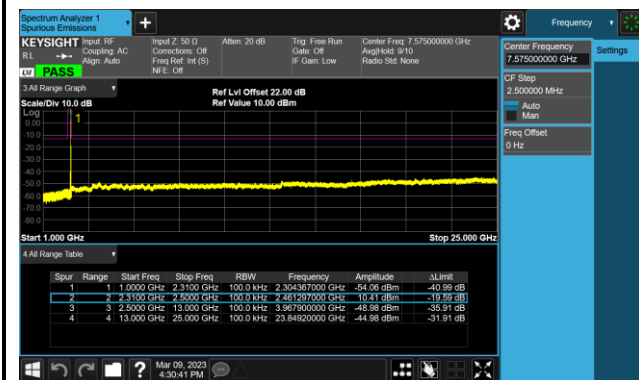 Spectrum Analyzer 1
Spurious Emissions
Frequency
KEYSIGHT
RL
LXI PASS
Input: RF
Coupling: AC
Align: Auto
Input Z: 50 Ω
Corrections: Off
Freq Ref: Int (S)
NFE: Off
Atten: 20 dB
Trig: Free Run
Gate: Off
IF Gain: Low
Center Freq: 7.575000000 GHz
Avg|Hold: 9/10
Radio Std: None
Center Frequency
7.575000000 GHz
Settings
CF Step
2.500000 MHz
Auto
Man
Freq Offset
0 Hz
3 All Range Graph
Scale/Div 10.0 dB
Ref Lvl Offset 22.00 dB
Ref Value 10.00 dBm
Log
0.00
-10.0
-20.0
-30.0
-40.0
-50.0
-60.0
-70.0
-80.0
1
Start 1.000 GHz
Stop 25.000 GHz
4 All Range Table
Spur Range Start Freq Stop Freq RBW Frequency Amplitude ΔLimit
1 1 1.0000 GHz 2.3100 GHz 100.0 kHz 2.304367000 GHz -54.06 dBm -40.99 dB
2 2 2.3100 GHz 2.5000 GHz 100.0 kHz 2.461297000 GHz 10.41 dBm -19.59 dB
3 3 2.5000 GHz 13.000 GHz 100.0 kHz 3.967900000 GHz -48.98 dBm -35.91 dB
4 4 13.000 GHz 25.000 GHz 100.0 kHz 23.84920000 GHz -44.98 dBm -31.91 dB
?
Mar 09, 2023
4:30:41 PM